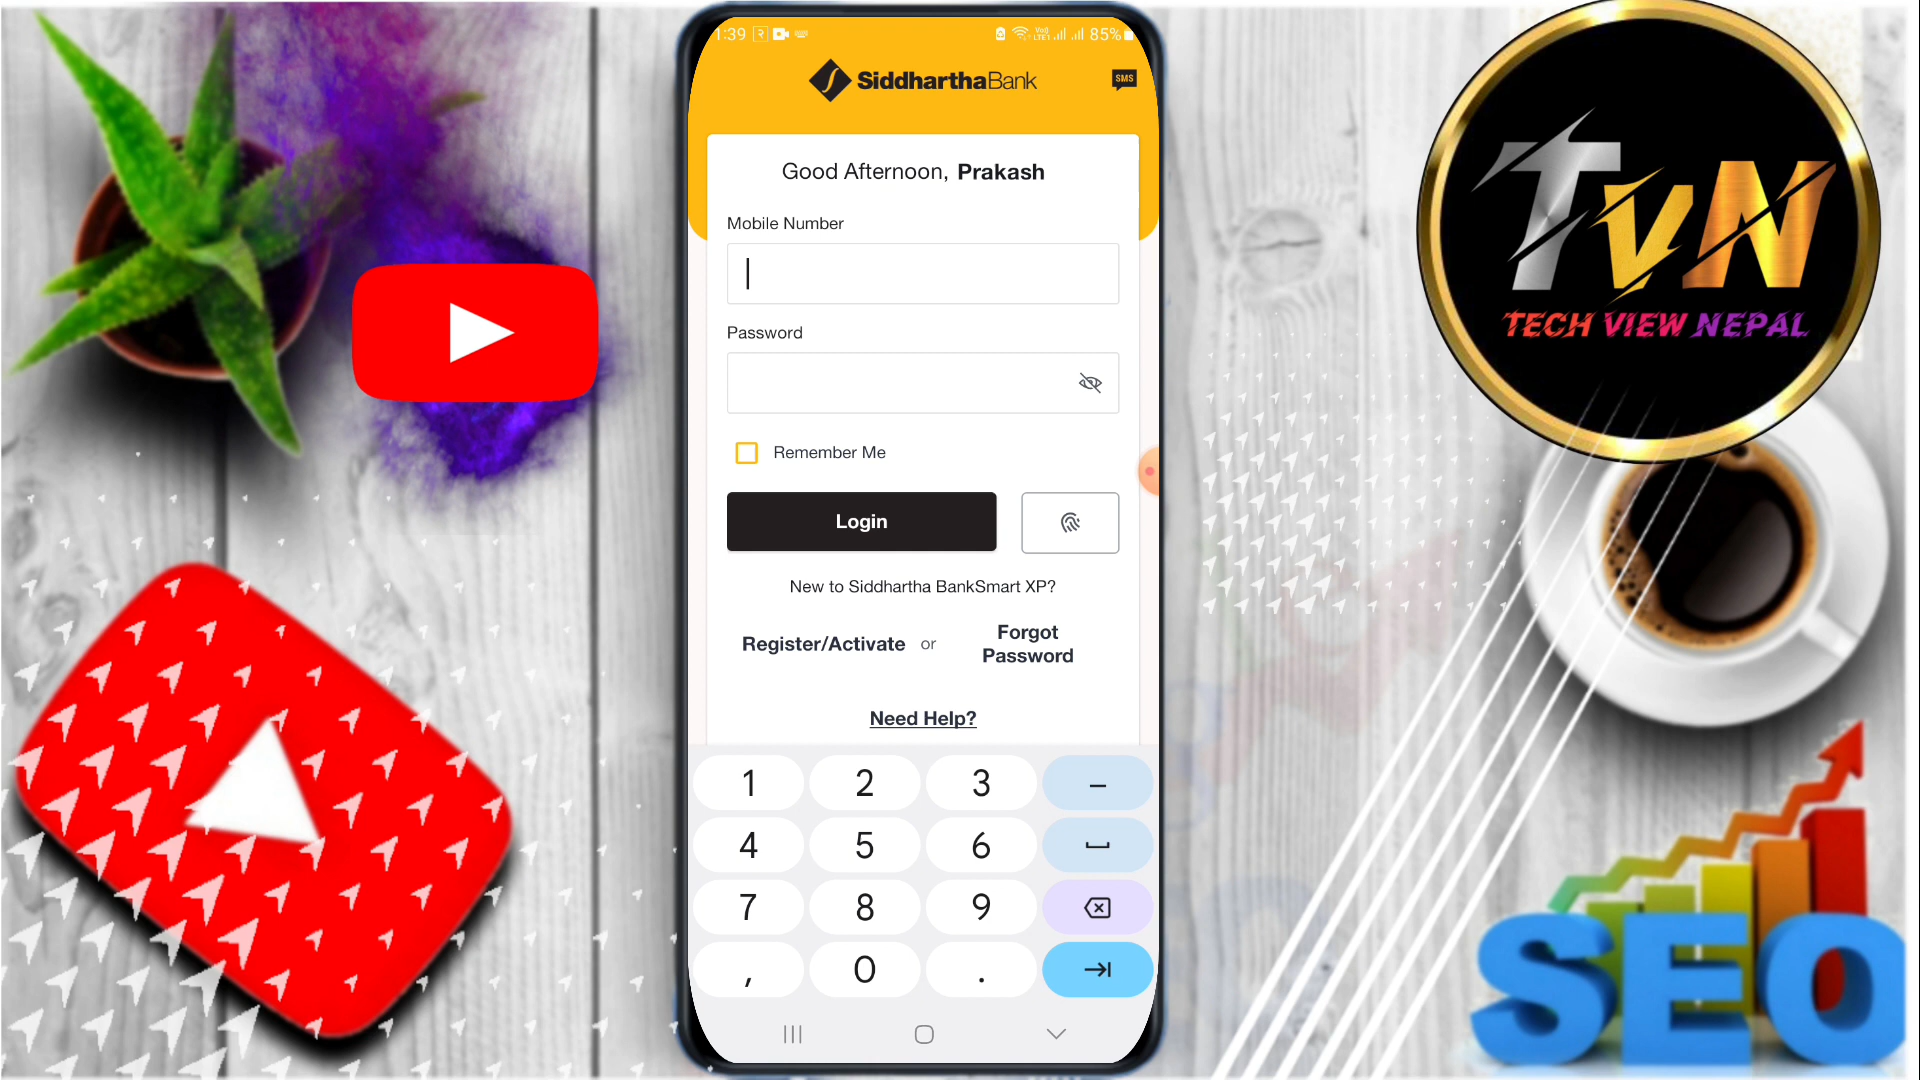 1:39
85%
SiddharthaBank
SMS
Good Afternoon, Prakash
Mobile Number
Password
Remember Me
Login
New to Siddhartha BankSmart XP?
Register/Activate or Forgot Password
Need Help?
1 2 3 –
4 5 6
7 8 9
, 0 .
TVN
TECH VIEW NEPAL
SEO